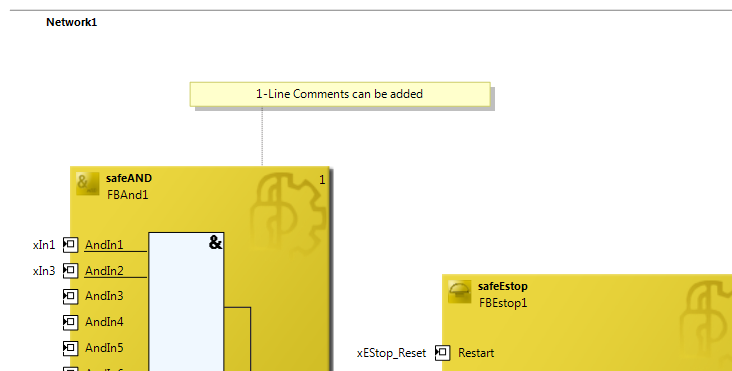 Network1
1-Line Comments can be added
safeAND
FBAnd1
1
&
xIn1
AndIn1
xIn3
AndIn2
AndIn3
AndIn4
AndIn5
safeEstop
FBEstop1
xEStop_Reset
Restart